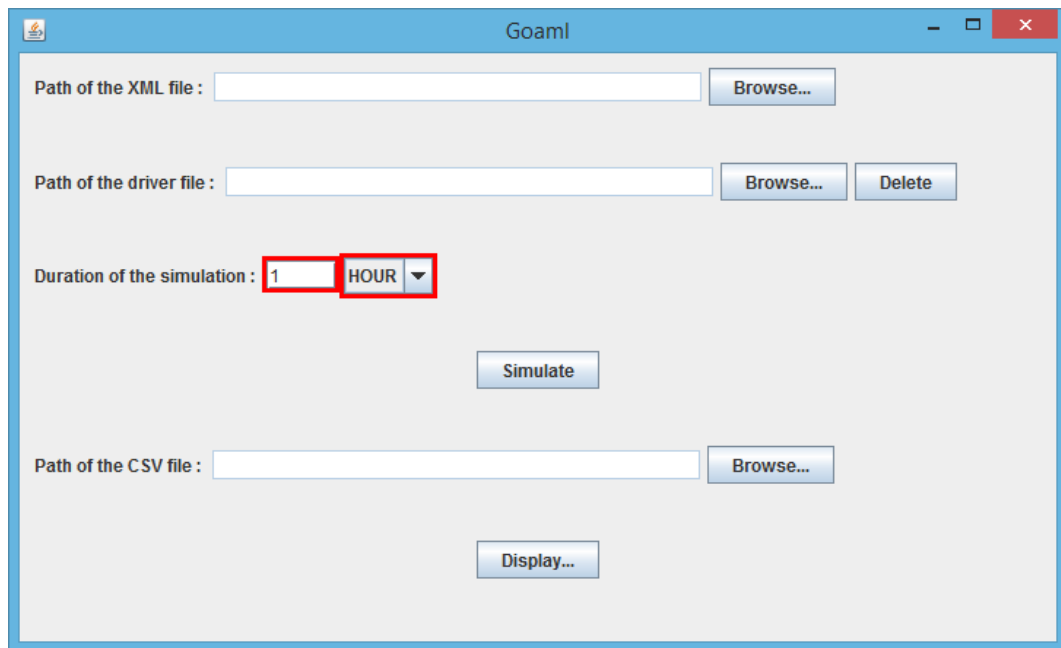 Goaml
Path of the XML file : Browse...
Path of the driver file : Browse... Delete
Duration of the simulation : 1 HOUR
Simulate
Path of the CSV file : Browse...
Display...